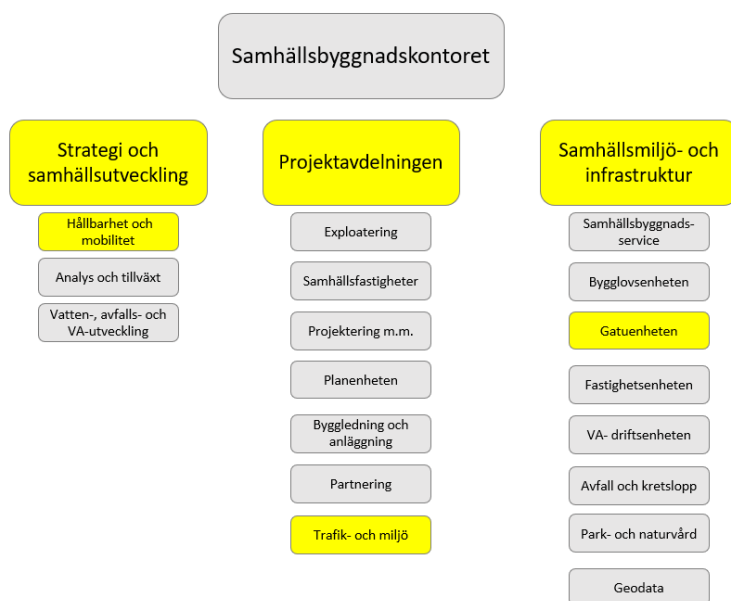 Samhällsbyggnadskontoret
Strategi och
samhällsutveckling
Hållbarhet och
mobilitet
Analys och tillväxt
Vatten-, avfalls- och
VA-utveckling
Projektavdelningen
Exploatering
Samhällsfastigheter
Projektering m.m.
Planenheten
Byggledning och
anläggning
Partnering
Trafik- och miljö
Samhällsmiljö- och
infrastruktur
Samhällsbyggnads-
service
Bygglovsenheten
Gatuenheten
Fastighetsenheten
VA- driftsenheten
Avfall och kretslopp
Park- och naturvård
Geodata